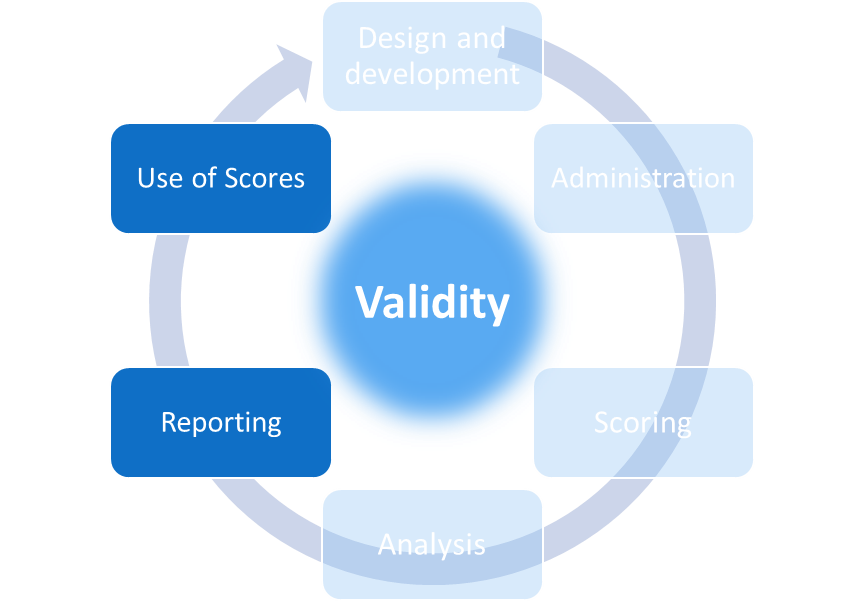 Design and
development
Administration
Scoring
Analysis
Reporting
Use of Scores
Validity